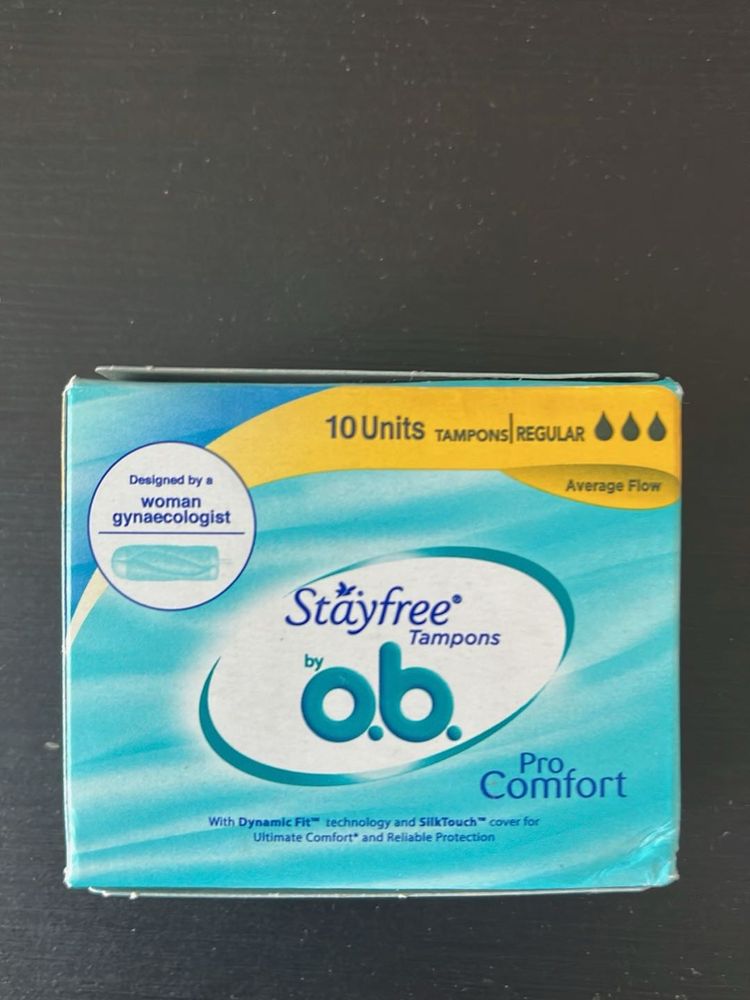 10 Units TAMPONS | REGULAR
Average Flow
Designed by a
woman
gynaecologist
Stayfree®
Tampons
by
o.b.
Pro
Comfort
With Dynamic Fit™ technology and SilkTouch™ cover for
Ultimate Comfort* and Reliable Protection